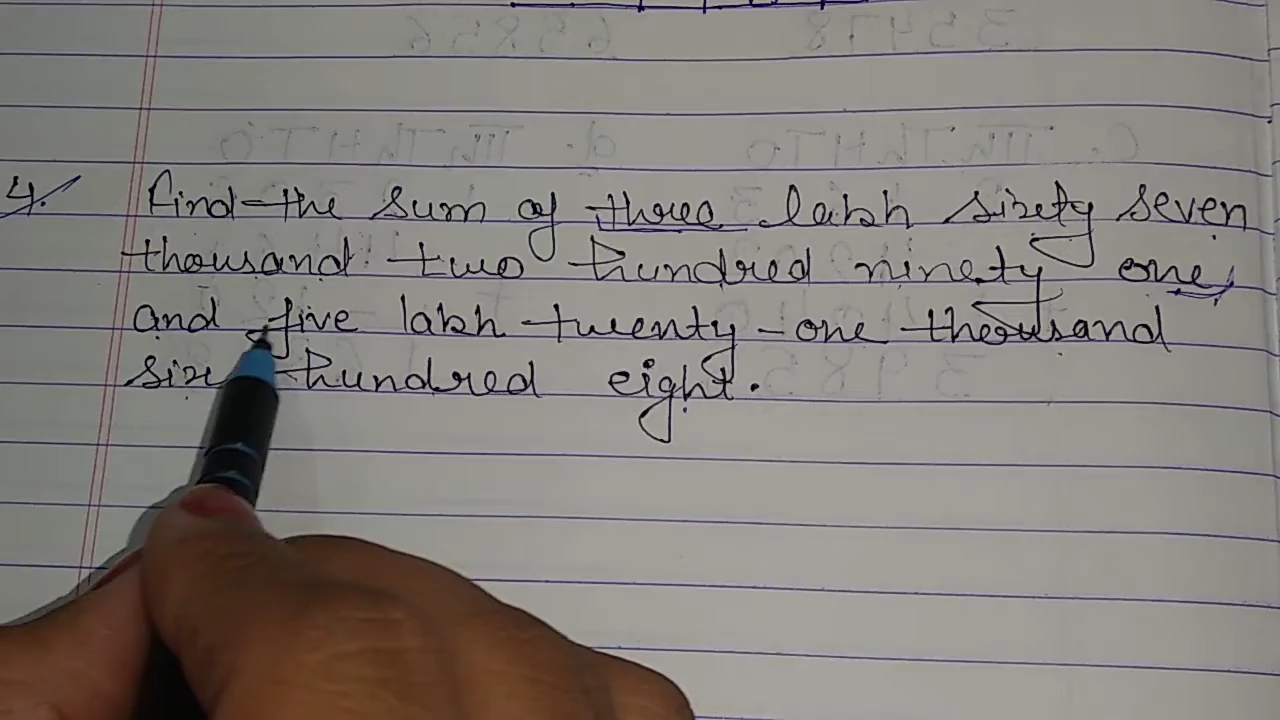 4. Find the sum of three lakh sixty seven
thousand two hundred ninety one,
and five lakh twenty-one thousand
six hundred eight.